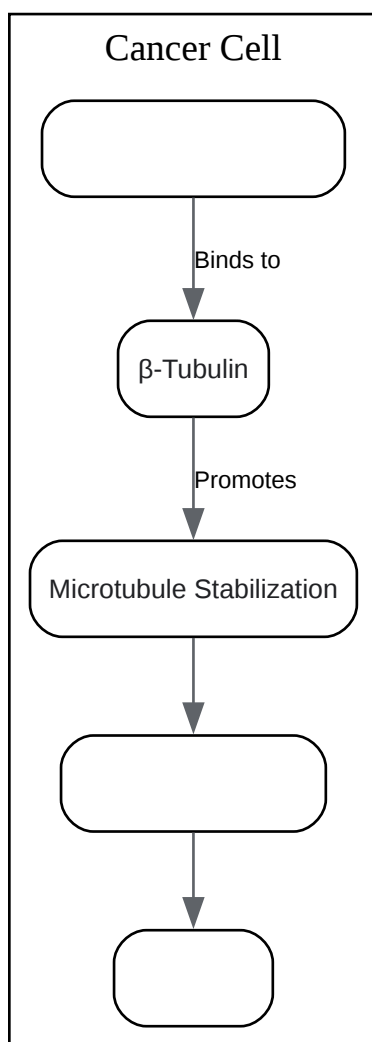 Cancer Cell
Binds to
β-Tubulin
Promotes
Microtubule Stabilization